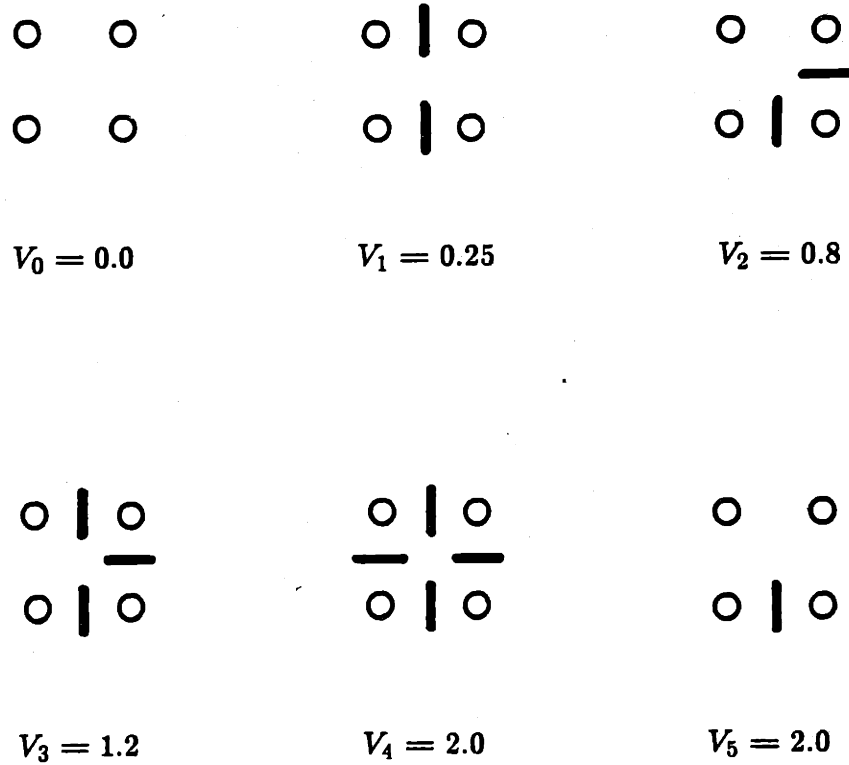 V₀ = 0.0
V₁ = 0.25
V₂ = 0.8
V₃ = 1.2
V₄ = 2.0
V₅ = 2.0